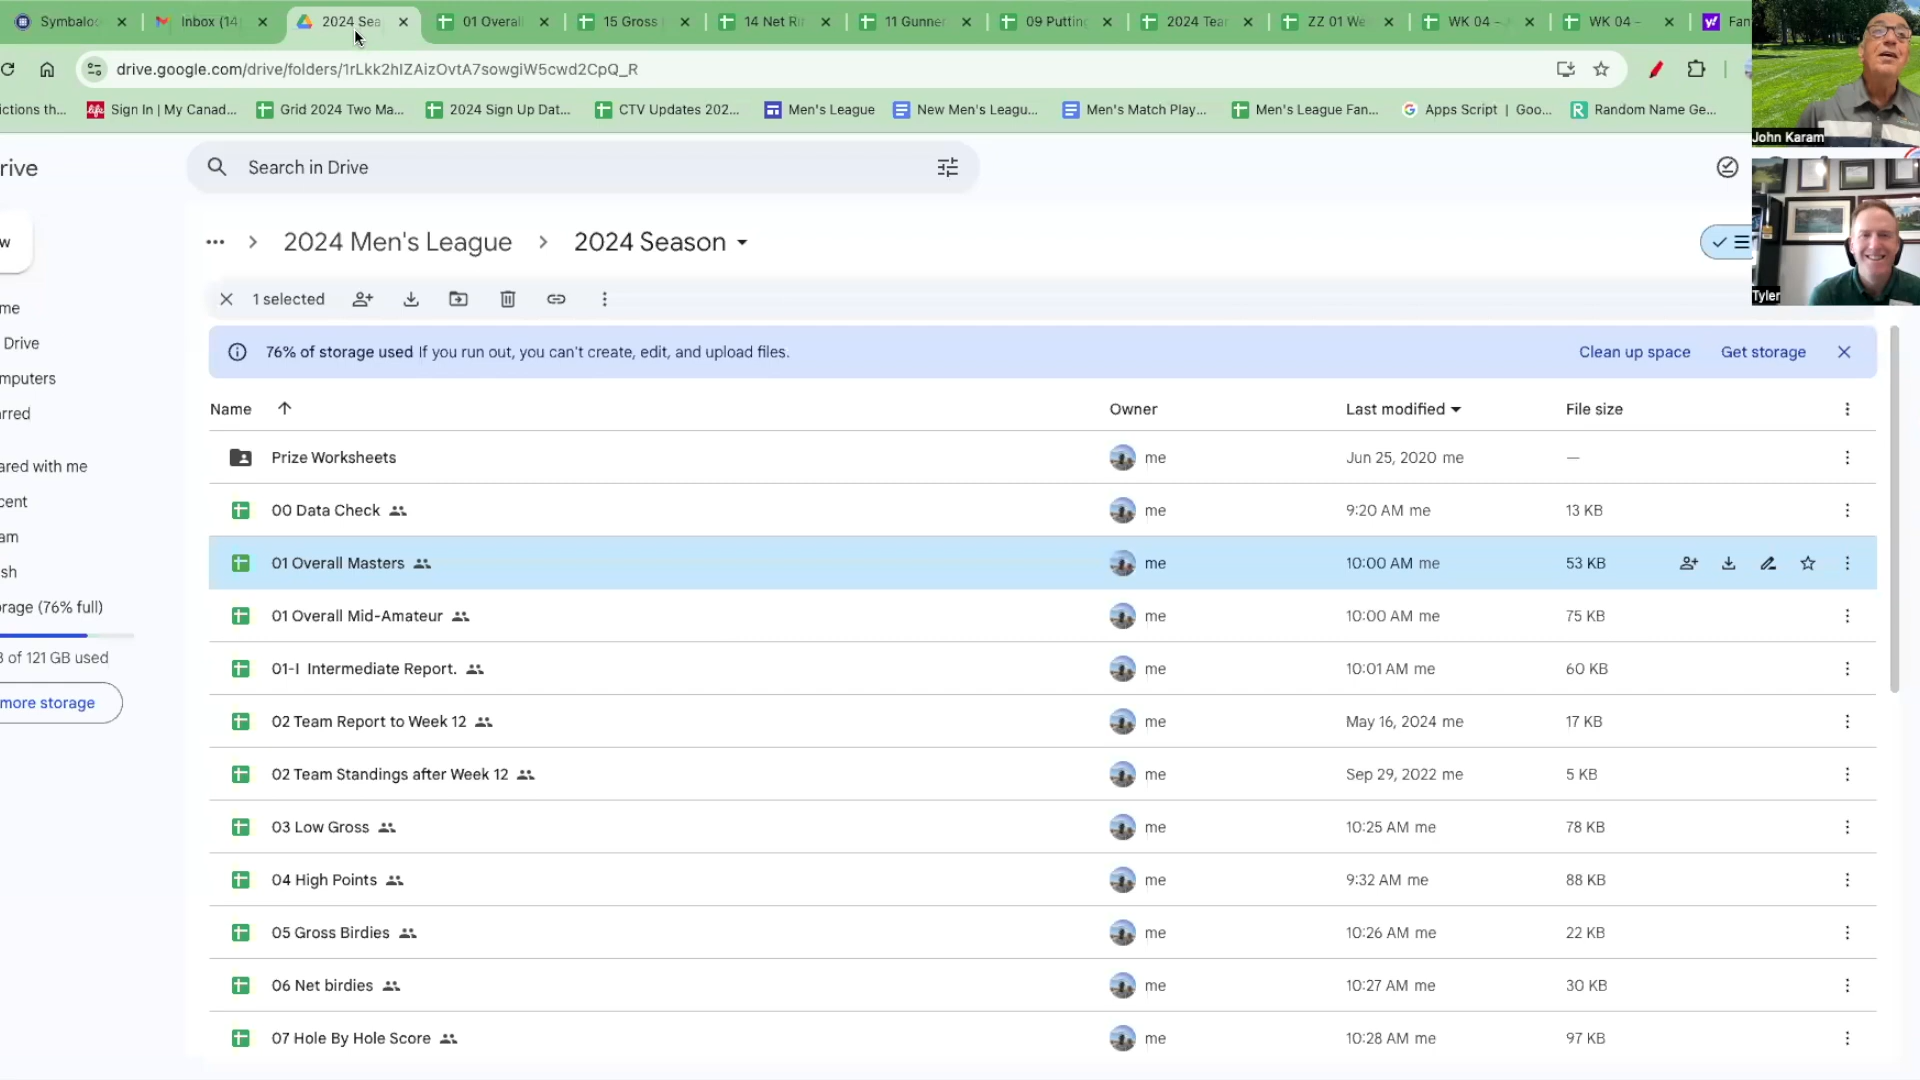 Symbaloo
Inbox (14
2024 Sea
01 Overall
15 Gross
14 Net Ri
11 Gunner
09 Putting
2024 Tear
ZZ 01 We
WK 04 -
WK 04 -
Fan
drive.google.com/drive/folders/1rLkk2hIZAizOvtA7sowgiW5cwd2CpQ_R
ictions th...
Sign In | My Canad...
Grid 2024 Two Ma...
2024 Sign Up Dat...
CTV Updates 202...
Men's League
New Men's Leagu...
Men's Match Play...
Men's League Fan...
Apps Script | Goo...
Random Name Ge...
John Karam
Tyler
rive
Search in Drive
w
me
Drive
mputers
rred
ared with me
cent
am
sh
rage (76% full)
of 121 GB used
more storage
... > 2024 Men's League > 2024 Season
1 selected
76% of storage used If you run out, you can't create, edit, and upload files.
Clean up space
Get storage
Name Owner Last modified File size
Prize Worksheets me Jun 25, 2020 me —
00 Data Check me 9:20 AM me 13 KB
01 Overall Masters me 10:00 AM me 53 KB
01 Overall Mid-Amateur me 10:00 AM me 75 KB
01-I Intermediate Report. me 10:01 AM me 60 KB
02 Team Report to Week 12 me May 16, 2024 me 17 KB
02 Team Standings after Week 12 me Sep 29, 2022 me 5 KB
03 Low Gross me 10:25 AM me 78 KB
04 High Points me 9:32 AM me 88 KB
05 Gross Birdies me 10:26 AM me 22 KB
06 Net birdies me 10:27 AM me 30 KB
07 Hole By Hole Score me 10:28 AM me 97 KB